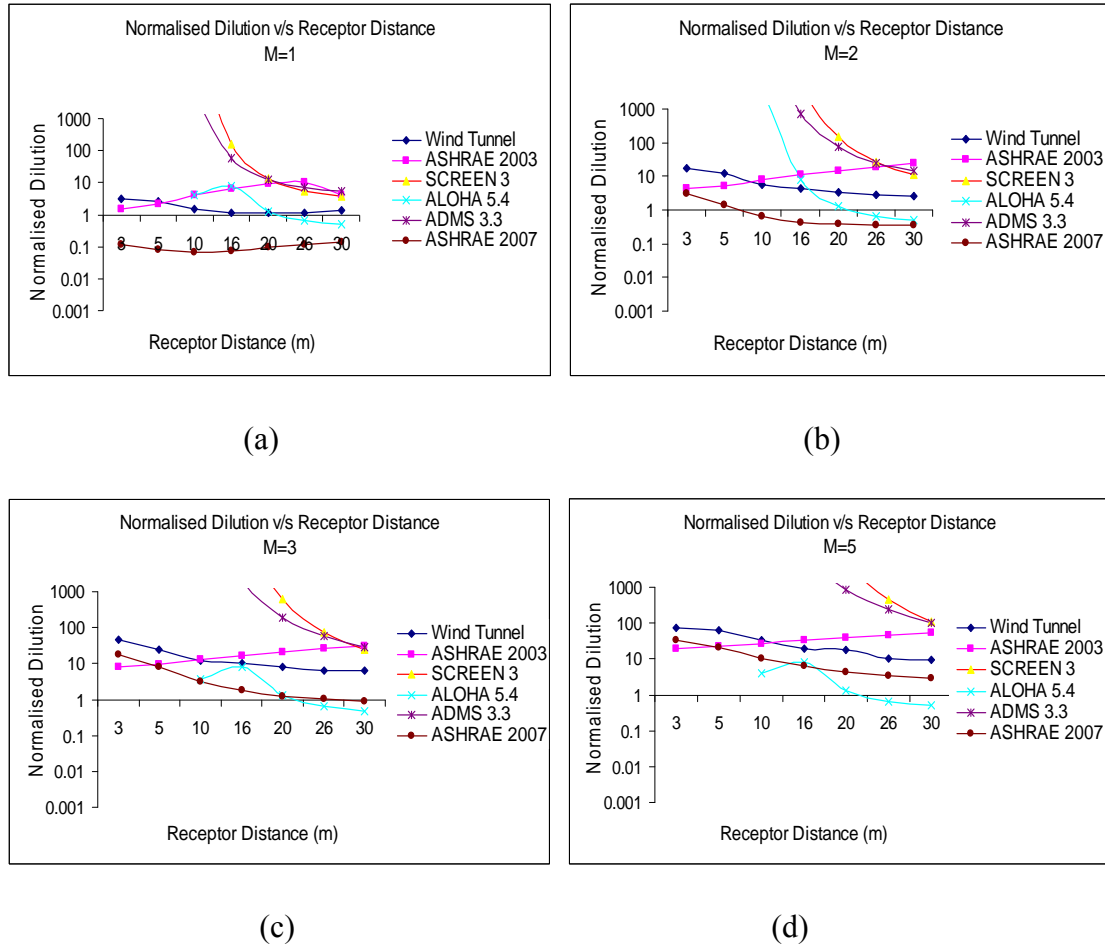 Normalised Dilution v/s Receptor Distance
M=1
Normalised Dilution
1000
100
10
1
0.1
0.01
0.001
3 5 10 16 20 26 30
Receptor Distance (m)
Wind Tunnel
ASHRAE 2003
SCREEN 3
ALOHA 5.4
ADMS 3.3
ASHRAE 2007
(a)
Normalised Dilution v/s Receptor Distance
M=2
Normalised Dilution
1000
100
10
1
0.1
0.01
0.001
3 5 10 16 20 26 30
Receptor Distance (m)
Wind Tunnel
ASHRAE 2003
SCREEN 3
ALOHA 5.4
ADMS 3.3
ASHRAE 2007
(b)
Normalised Dilution v/s Receptor Distance
M=3
Normalised Dilution
1000
100
10
1
0.1
0.01
0.001
3 5 10 16 20 26 30
Receptor Distance (m)
Wind Tunnel
ASHRAE 2003
SCREEN 3
ALOHA 5.4
ADMS 3.3
ASHRAE 2007
(c)
Normalised Dilution v/s Receptor Distance
M=5
Normalised Dilution
1000
100
10
1
0.1
0.01
0.001
3 5 10 16 20 26 30
Receptor Distance (m)
Wind Tunnel
ASHRAE 2003
SCREEN 3
ALOHA 5.4
ADMS 3.3
ASHRAE 2007
(d)